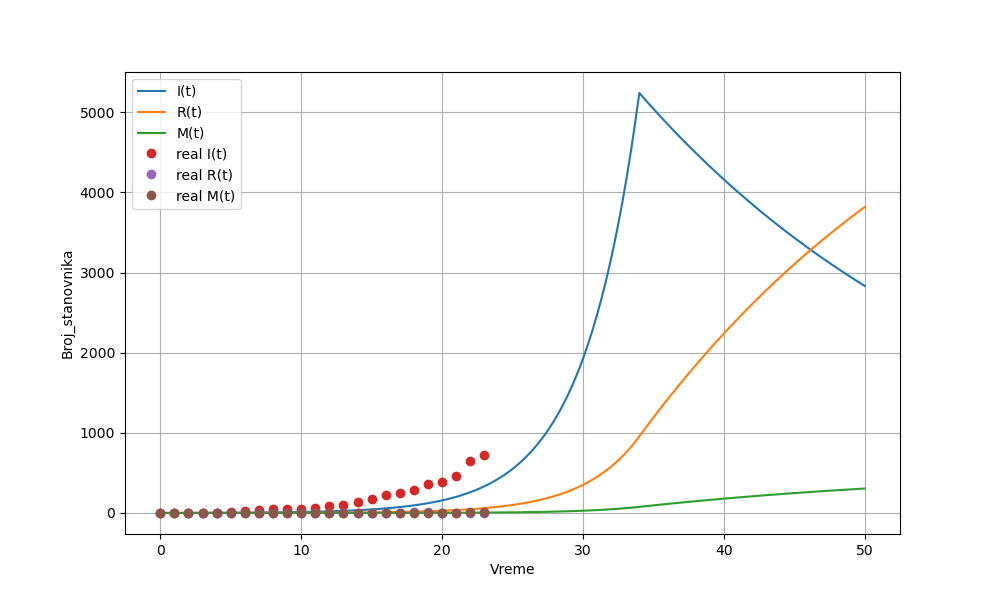 I(t)
R(t)
M(t)
real I(t)
real R(t)
real M(t)
5000
4000
3000
2000
1000
0
Broj_stanovnika
0 10 20 30 40 50
Vreme